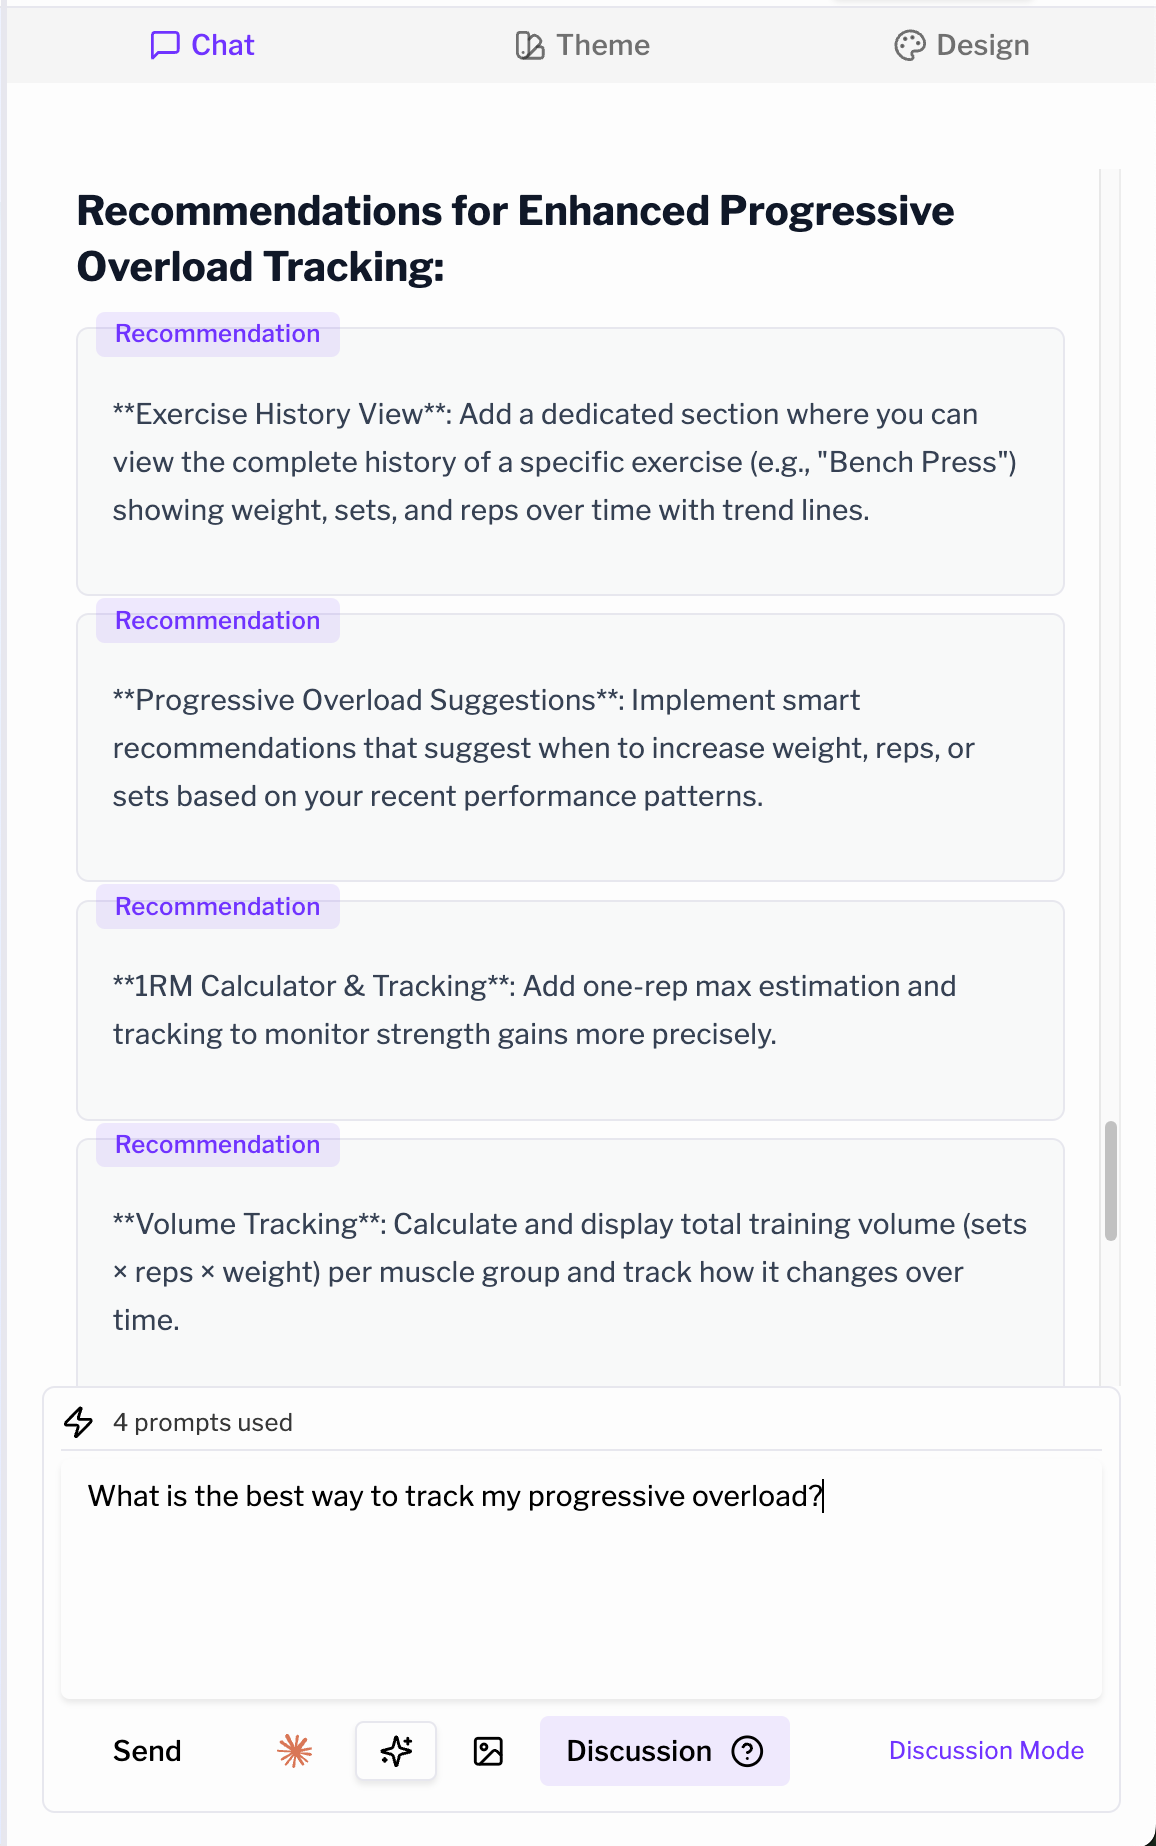 Chat
Theme
Design
Recommendations for Enhanced Progressive
Overload Tracking:
Recommendation
**Exercise History View**: Add a dedicated section where you can
view the complete history of a specific exercise (e.g., "Bench Press")
showing weight, sets, and reps over time with trend lines.
Recommendation
**Progressive Overload Suggestions**: Implement smart
recommendations that suggest when to increase weight, reps, or
sets based on your recent performance patterns.
Recommendation
**1RM Calculator & Tracking**: Add one-rep max estimation and
tracking to monitor strength gains more precisely.
Recommendation
**Volume Tracking**: Calculate and display total training volume (sets
× reps × weight) per muscle group and track how it changes over
time.
4 prompts used
What is the best way to track my progressive overload?
Send
Discussion
Discussion Mode